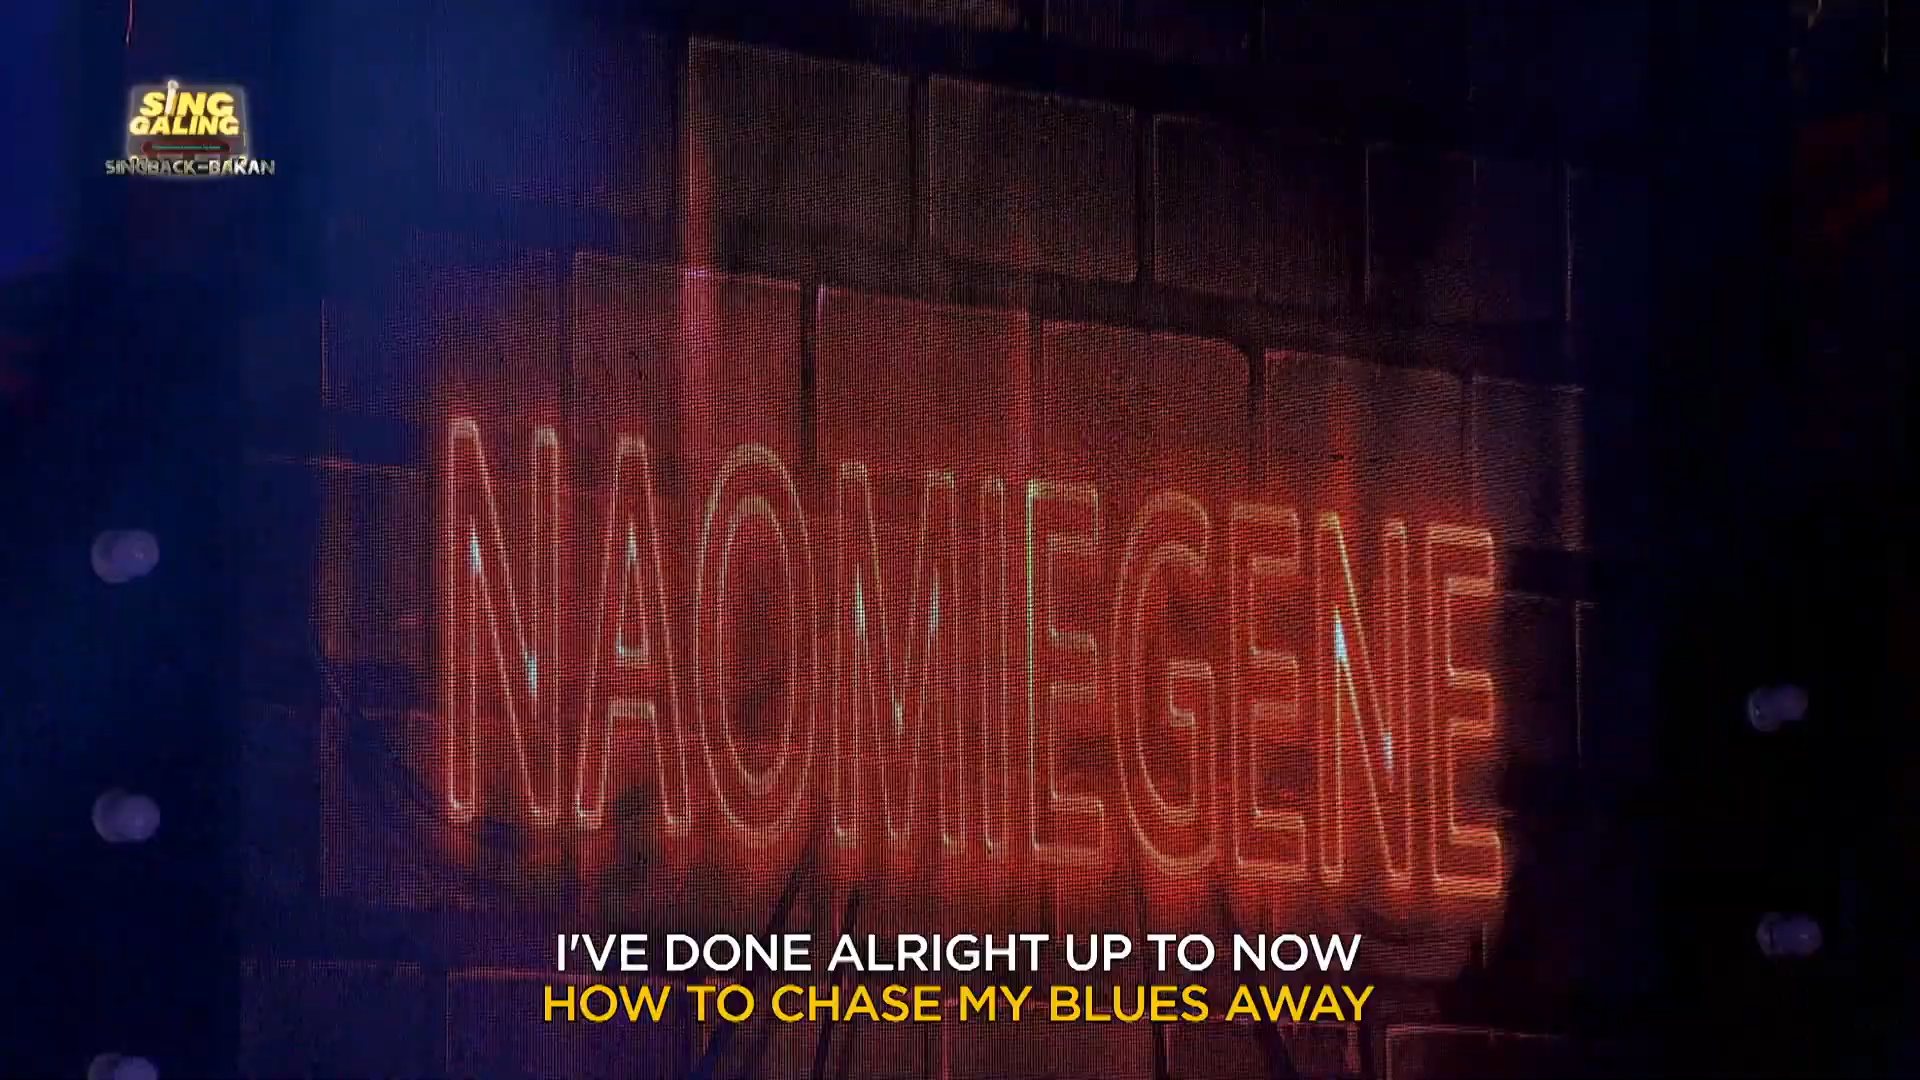 SING
GALING
SINGBACK-BAKAN
NAOMIEGENE
I'VE DONE ALRIGHT UP TO NOW
HOW TO CHASE MY BLUES AWAY